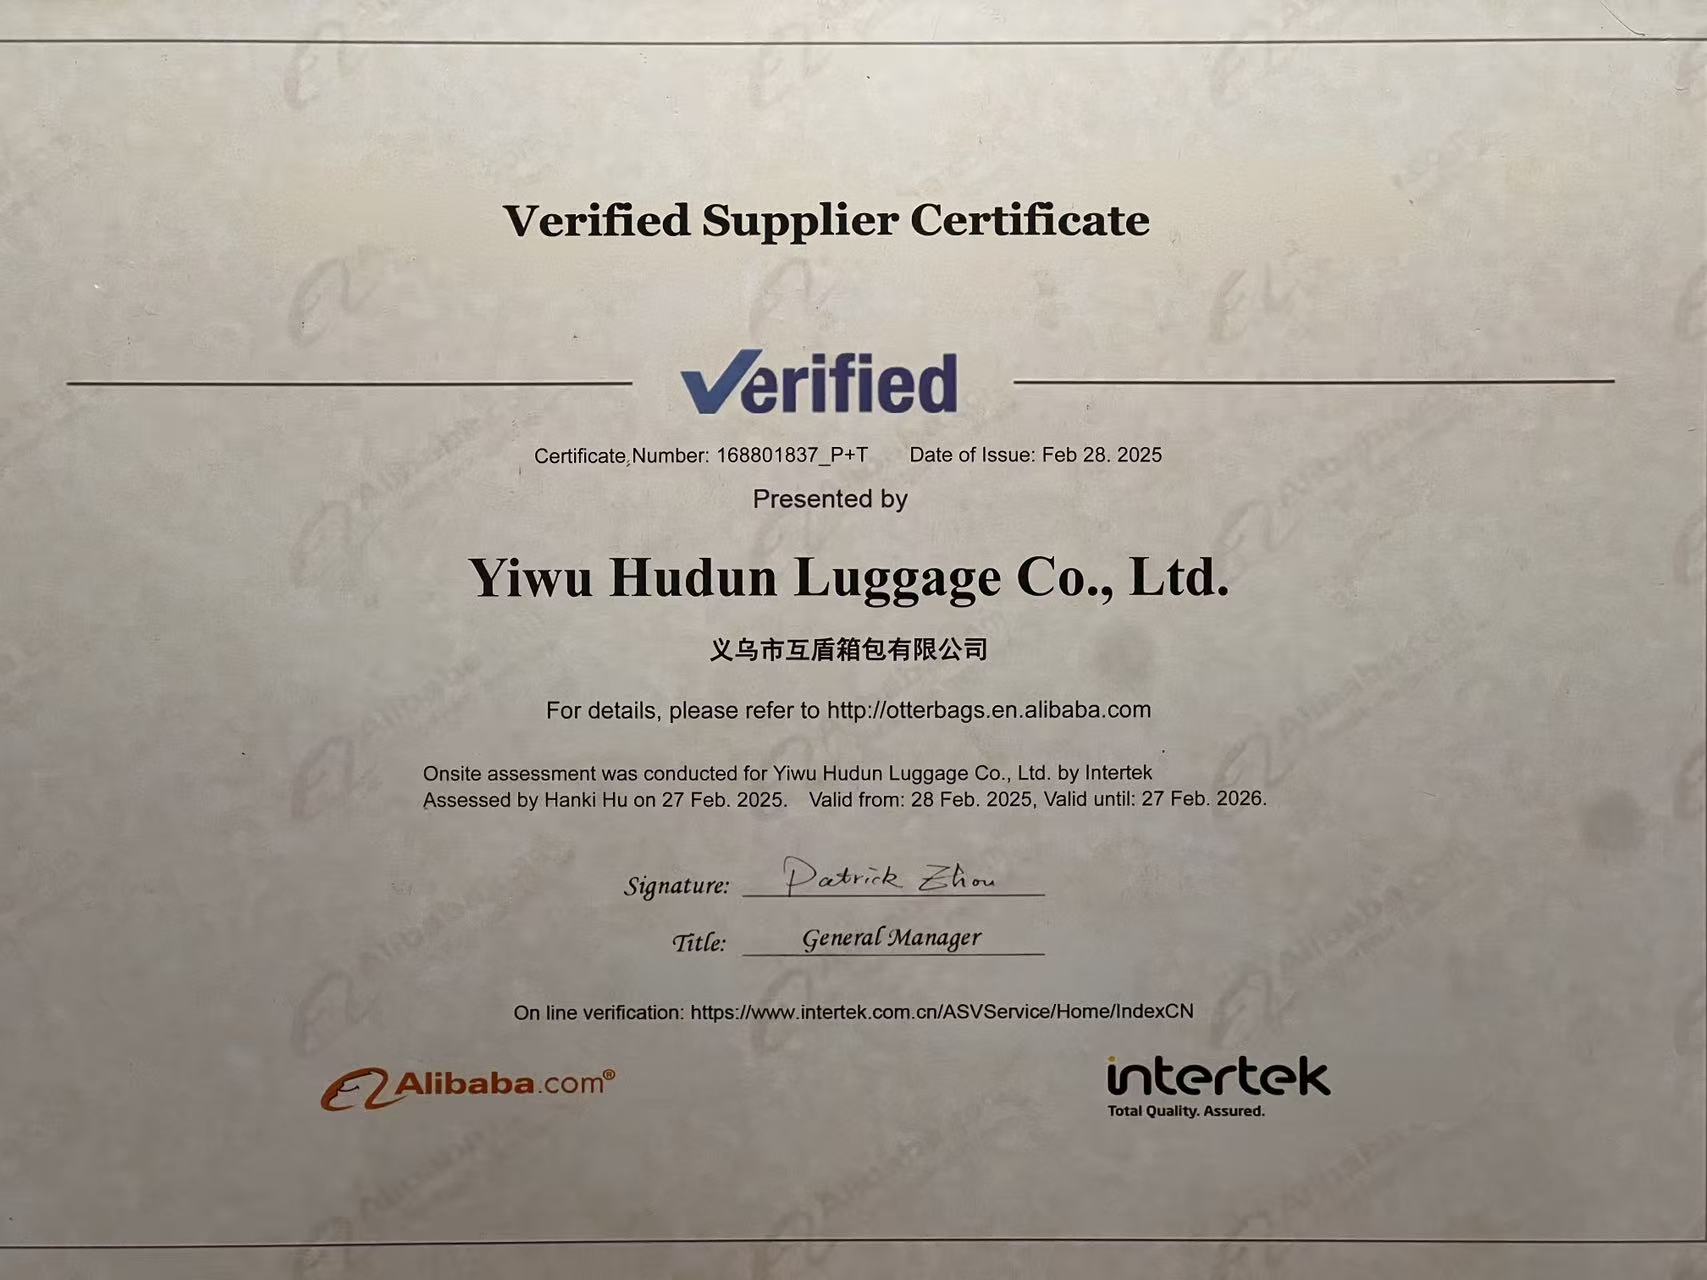 Verified Supplier Certificate
Verified
Certificate Number: 168801837_P+T Date of Issue: Feb 28. 2025
Presented by
Yiwu Hudun Luggage Co., Ltd.
义乌市互盾箱包有限公司
For details, please refer to http://otterbags.en.alibaba.com
Onsite assessment was conducted for Yiwu Hudun Luggage Co., Ltd. by Intertek
Assessed by Hanki Hu on 27 Feb. 2025. Valid from: 28 Feb. 2025, Valid until: 27 Feb. 2026.
Signature: Patrick Zhou
Title: General Manager
On line verification: https://www.intertek.com.cn/ASVService/Home/IndexCN
Alibaba.com®
intertek
Total Quality. Assured.